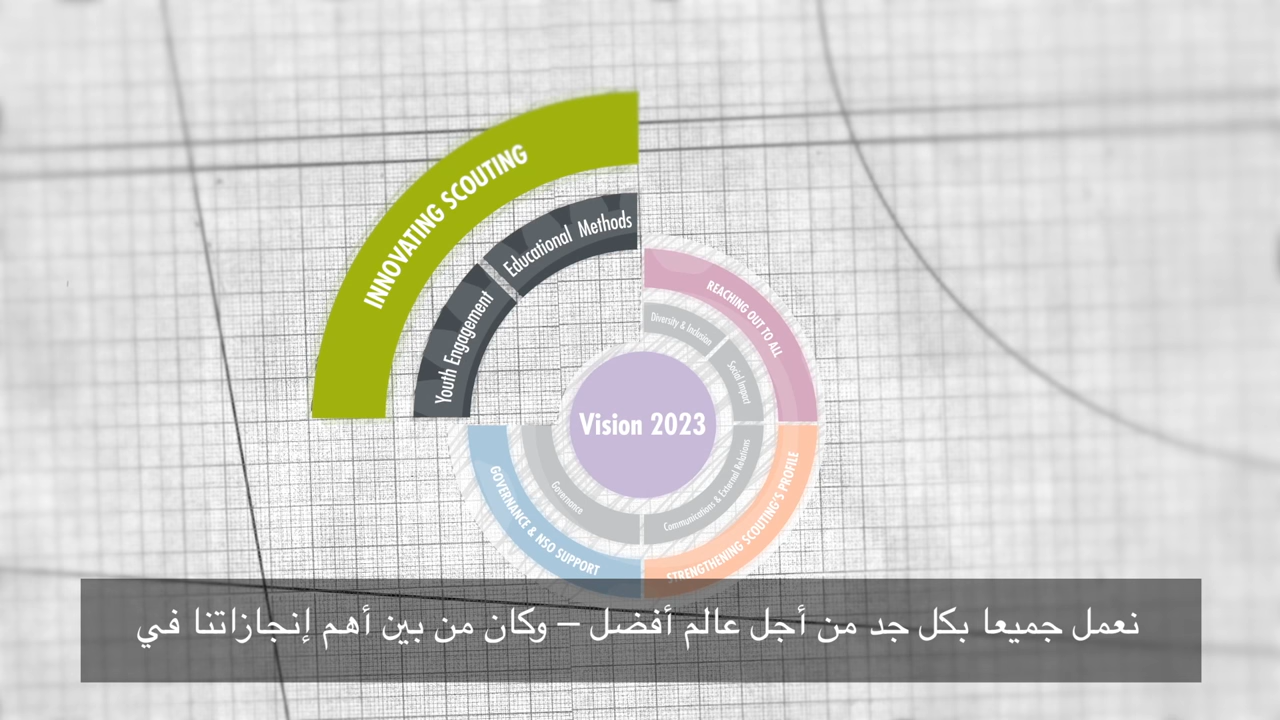 INNOVATING SCOUTING
Educational Methods
Youth Engagement
REACHING OUT TO ALL
Diversity & Inclusion
Social Impact
Vision 2023
Communications & External Relations
STRENGTHENING SCOUTING'S PROFILE
Governance
GOVERNANCE & NSO SUPPORT
نعمل جميعا بكل جد من أجل عالم أفضل – وكان من بين أهم إنجازاتنا في